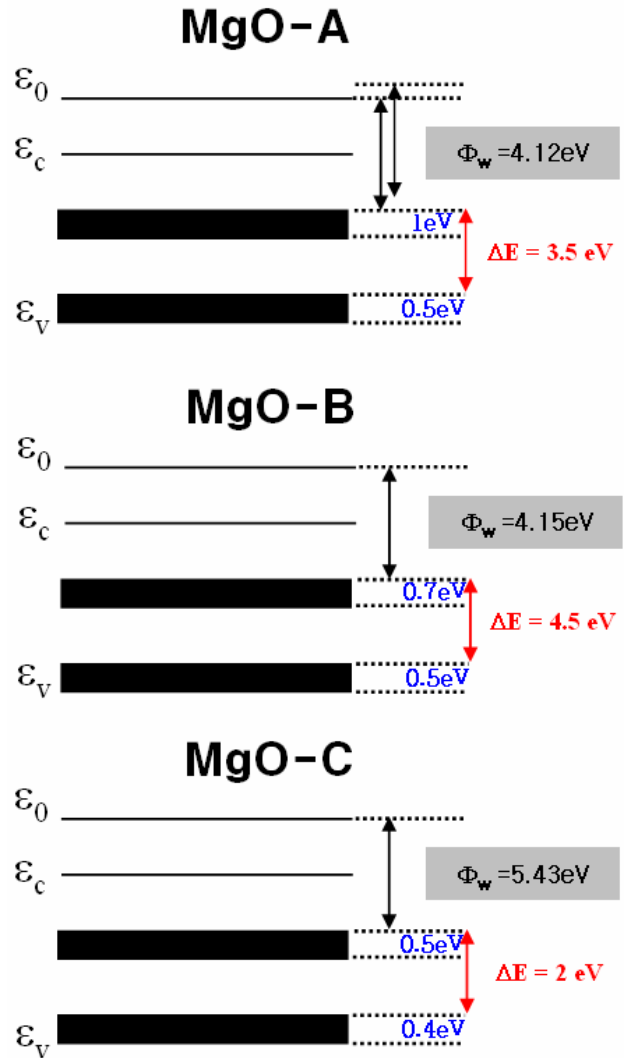 MgO-A
ε0
εc
Φw =4.12eV
1eV
ΔE = 3.5 eV
εv
0.5eV
MgO-B
ε0
εc
Φw =4.15eV
0.7eV
ΔE = 4.5 eV
εv
0.5eV
MgO-C
ε0
εc
Φw =5.43eV
0.5eV
ΔE = 2 eV
εv
0.4eV